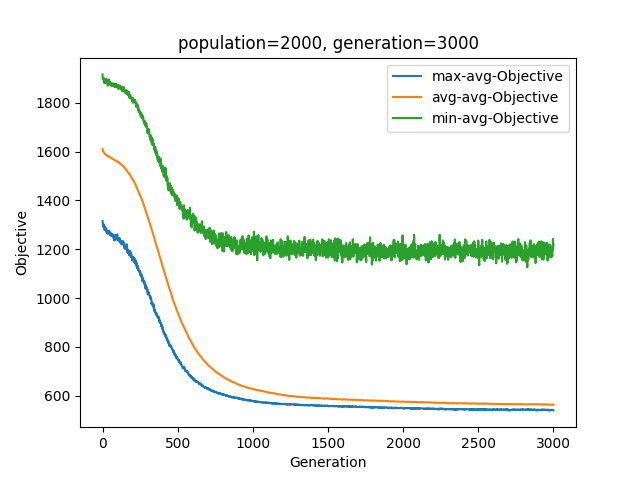 population=2000, generation=3000
max-avg-Objective
avg-avg-Objective
min-avg-Objective
Objective
1800
1600
1400
1200
1000
800
600
0 500 1000 1500 2000 2500 3000
Generation